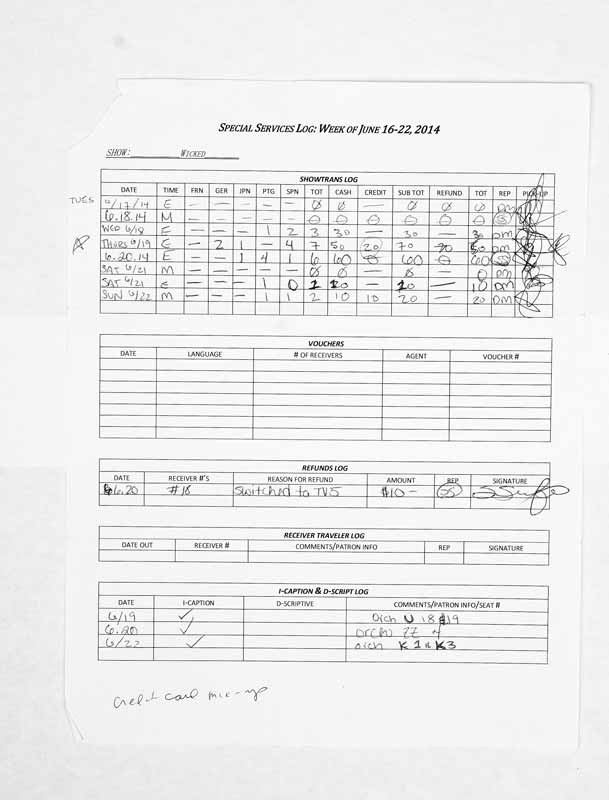 SPECIAL SERVICES LOG: WEEK OF JUNE 16-22, 2014
SHOW: WICKED
SHOWTRANS LOG
DATE TIME FRN GER JPN PTG SPN TOT CASH CREDIT SUB TOT REFUND TOT REP PICK-UP
TUES 6/17/14 E — — — — — Ø Ø — Ø Ø Ø DM
6.18.14 M — — — — — Θ Θ Θ Θ Θ Θ S
WED 6/18 E — — — 1 2 3 30 — 30 — 30 DM
THURS 6/19 E — 2 1 — 4 7 50 20 70 20 50 DM
6.20.14 E — — 1 4 1 6 60 Θ 60 Θ 60
SAT 6/21 M — — — — — Ø Ø — Ø — 0 DM
SAT 6/21 E — — — 1 0 1 10 — 10 — 10 DM
SUN 6/22 M — — — 1 1 2 10 10 20 — 20 DM
VOUCHERS
DATE LANGUAGE # OF RECEIVERS AGENT VOUCHER #
REFUNDS LOG
DATE RECEIVER #'S REASON FOR REFUND AMOUNT REP SIGNATURE
6.20 #18 Switched to TVS $10—
RECEIVER TRAVELER LOG
DATE OUT RECEIVER # COMMENTS/PATRON INFO REP SIGNATURE
I-CAPTION & D-SCRIPT LOG
DATE I-CAPTION D-SCRIPTIVE COMMENTS/PATRON INFO/SEAT #
6/19 ✓ Orch U 18 &19
6.20 ✓ orch ZZ 4
6/22 ✓ orch K1 & K3
credit card mix-up